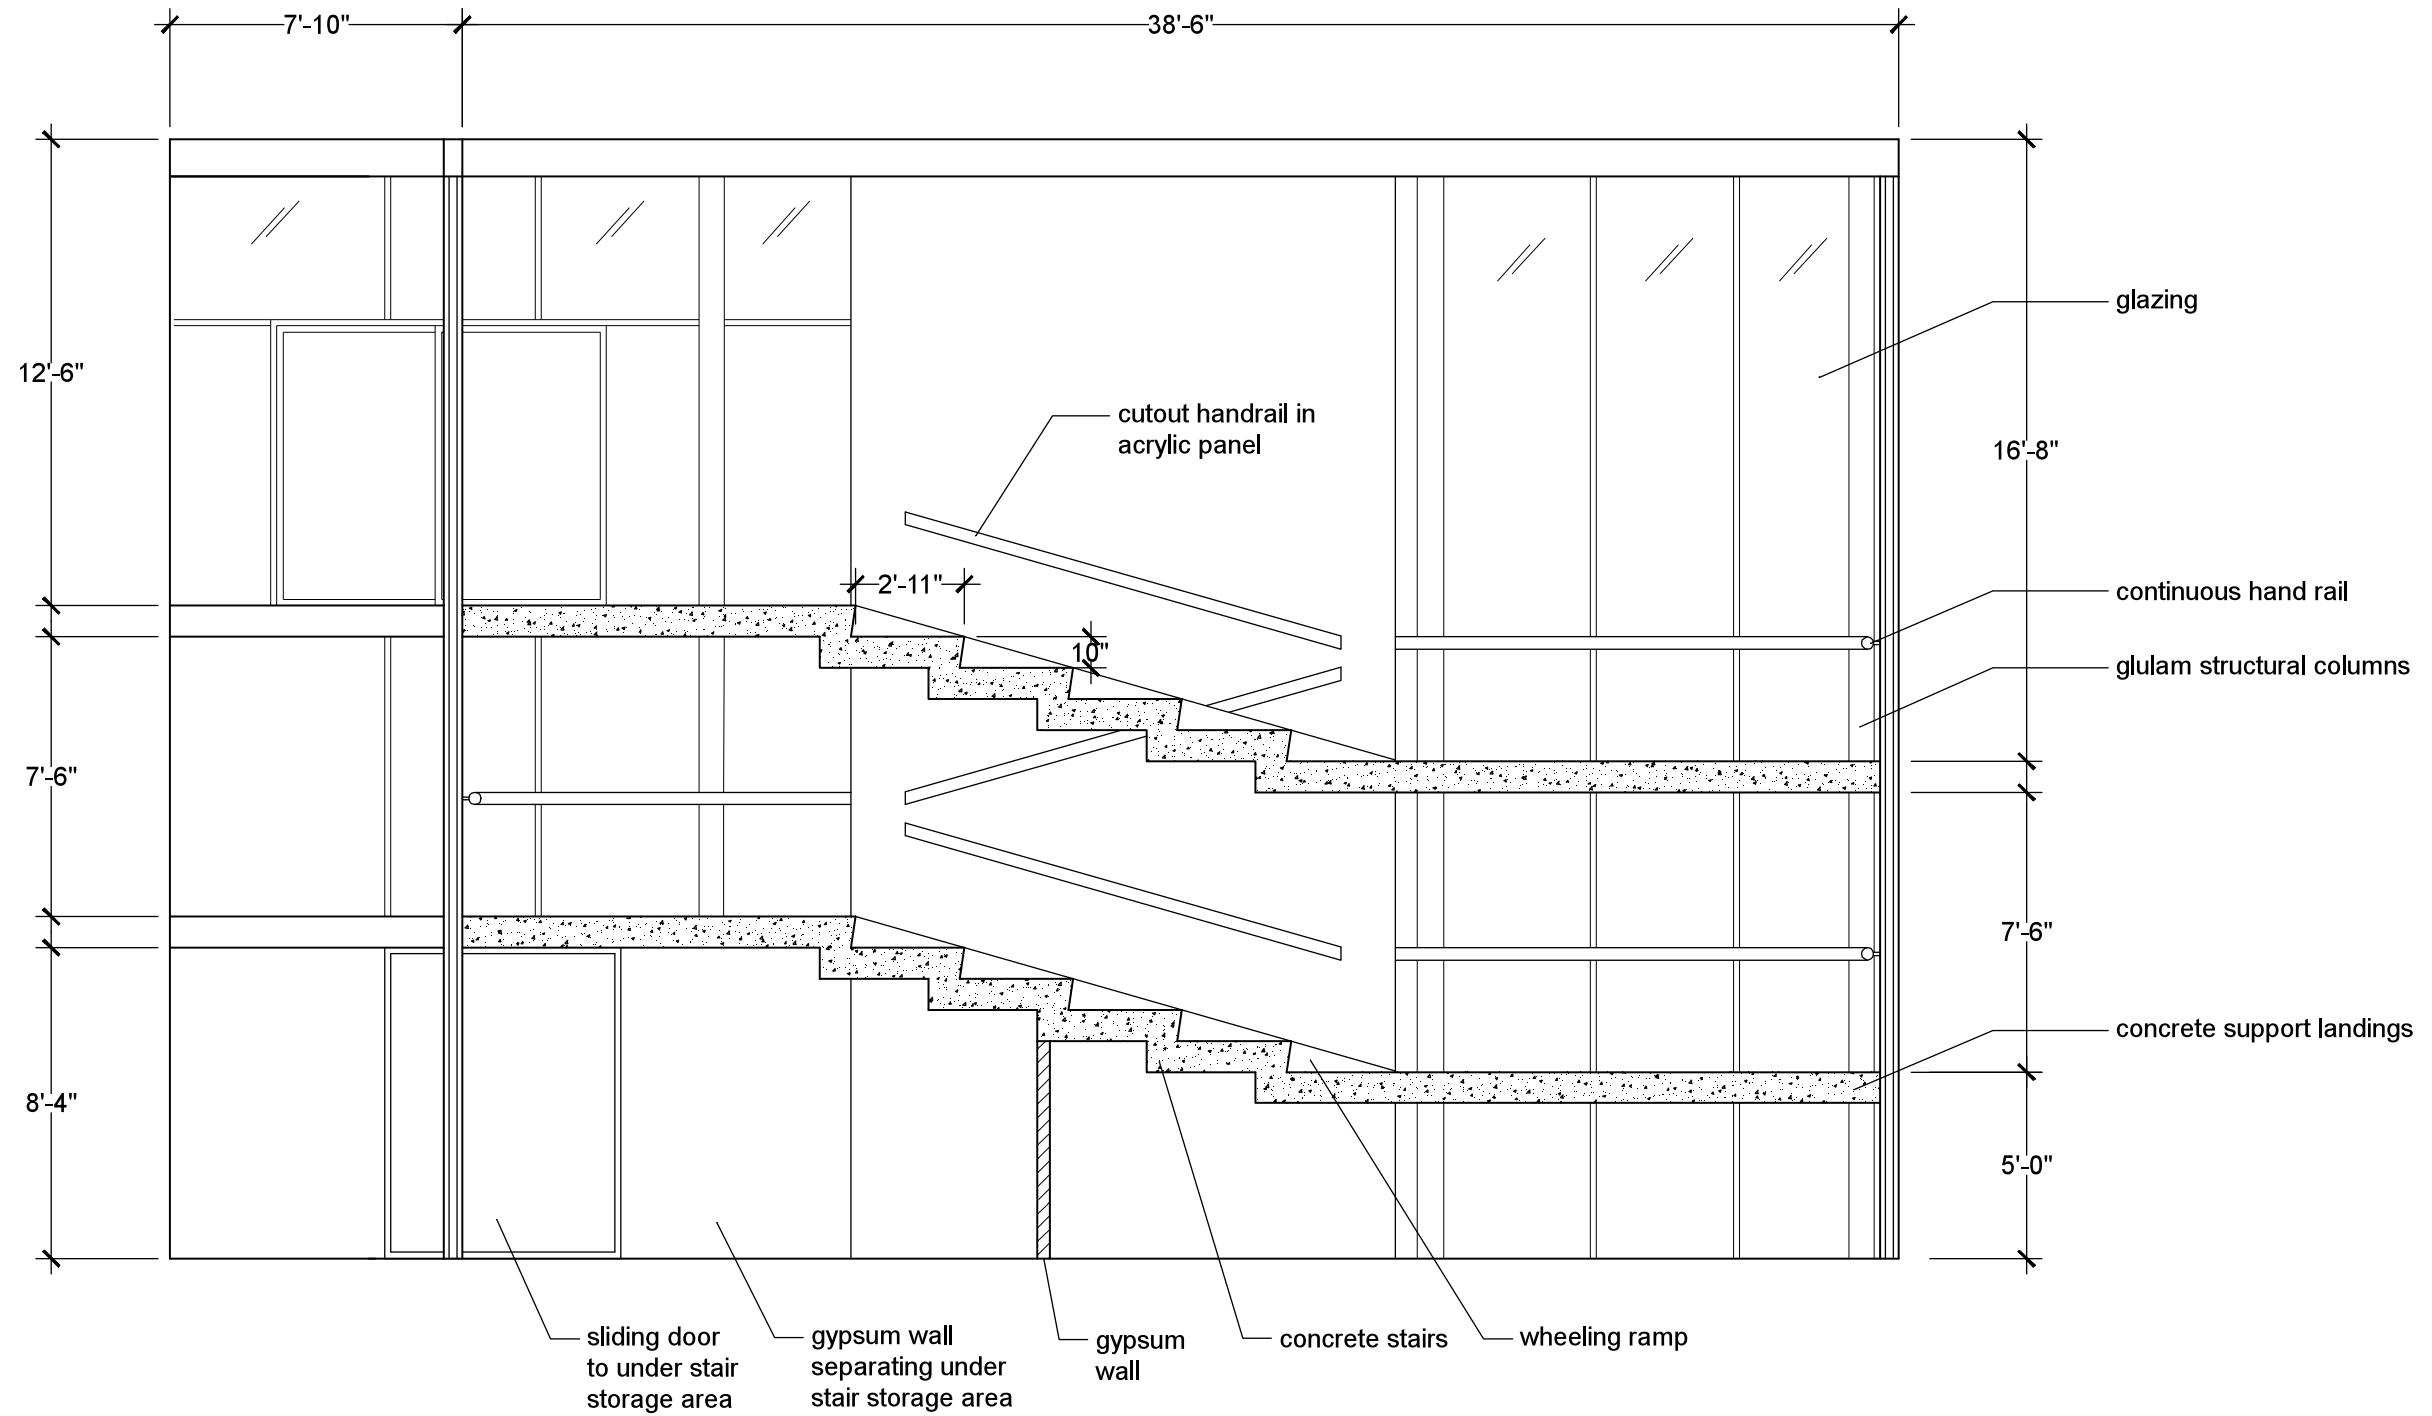 7'-10"
38'-6"
12'-6"
7'-6"
8'-4"
cutout handrail in
acrylic panel
2'-11"
10"
16'-8"
7'-6"
5'-0"
glazing
continuous hand rail
glulam structural columns
concrete support landings
sliding door
to under stair
storage area
gypsum wall
separating under
stair storage area
gypsum
wall
concrete stairs
wheeling ramp